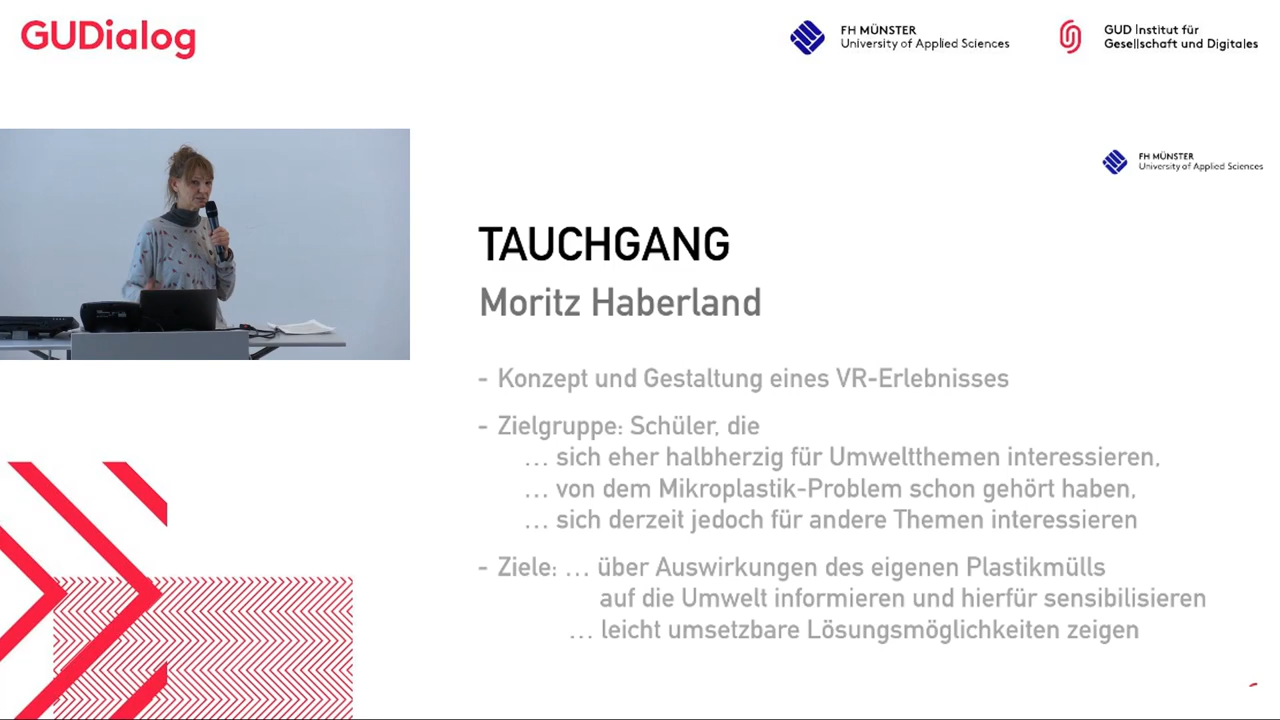 GUDialog
FH MÜNSTER
University of Applied Sciences
GUD Institut für
Gesellschaft und Digitales
FH MÜNSTER
University of Applied Sciences
TAUCHGANG
Moritz Haberland
- Konzept und Gestaltung eines VR-Erlebnisses
- Zielgruppe: Schüler, die
... sich eher halbherzig für Umweltthemen interessieren,
... von dem Mikroplastik-Problem schon gehört haben,
... sich derzeit jedoch für andere Themen interessieren
- Ziele: ... über Auswirkungen des eigenen Plastikmülls
auf die Umwelt informieren und hierfür sensibilisieren
... leicht umsetzbare Lösungsmöglichkeiten zeigen